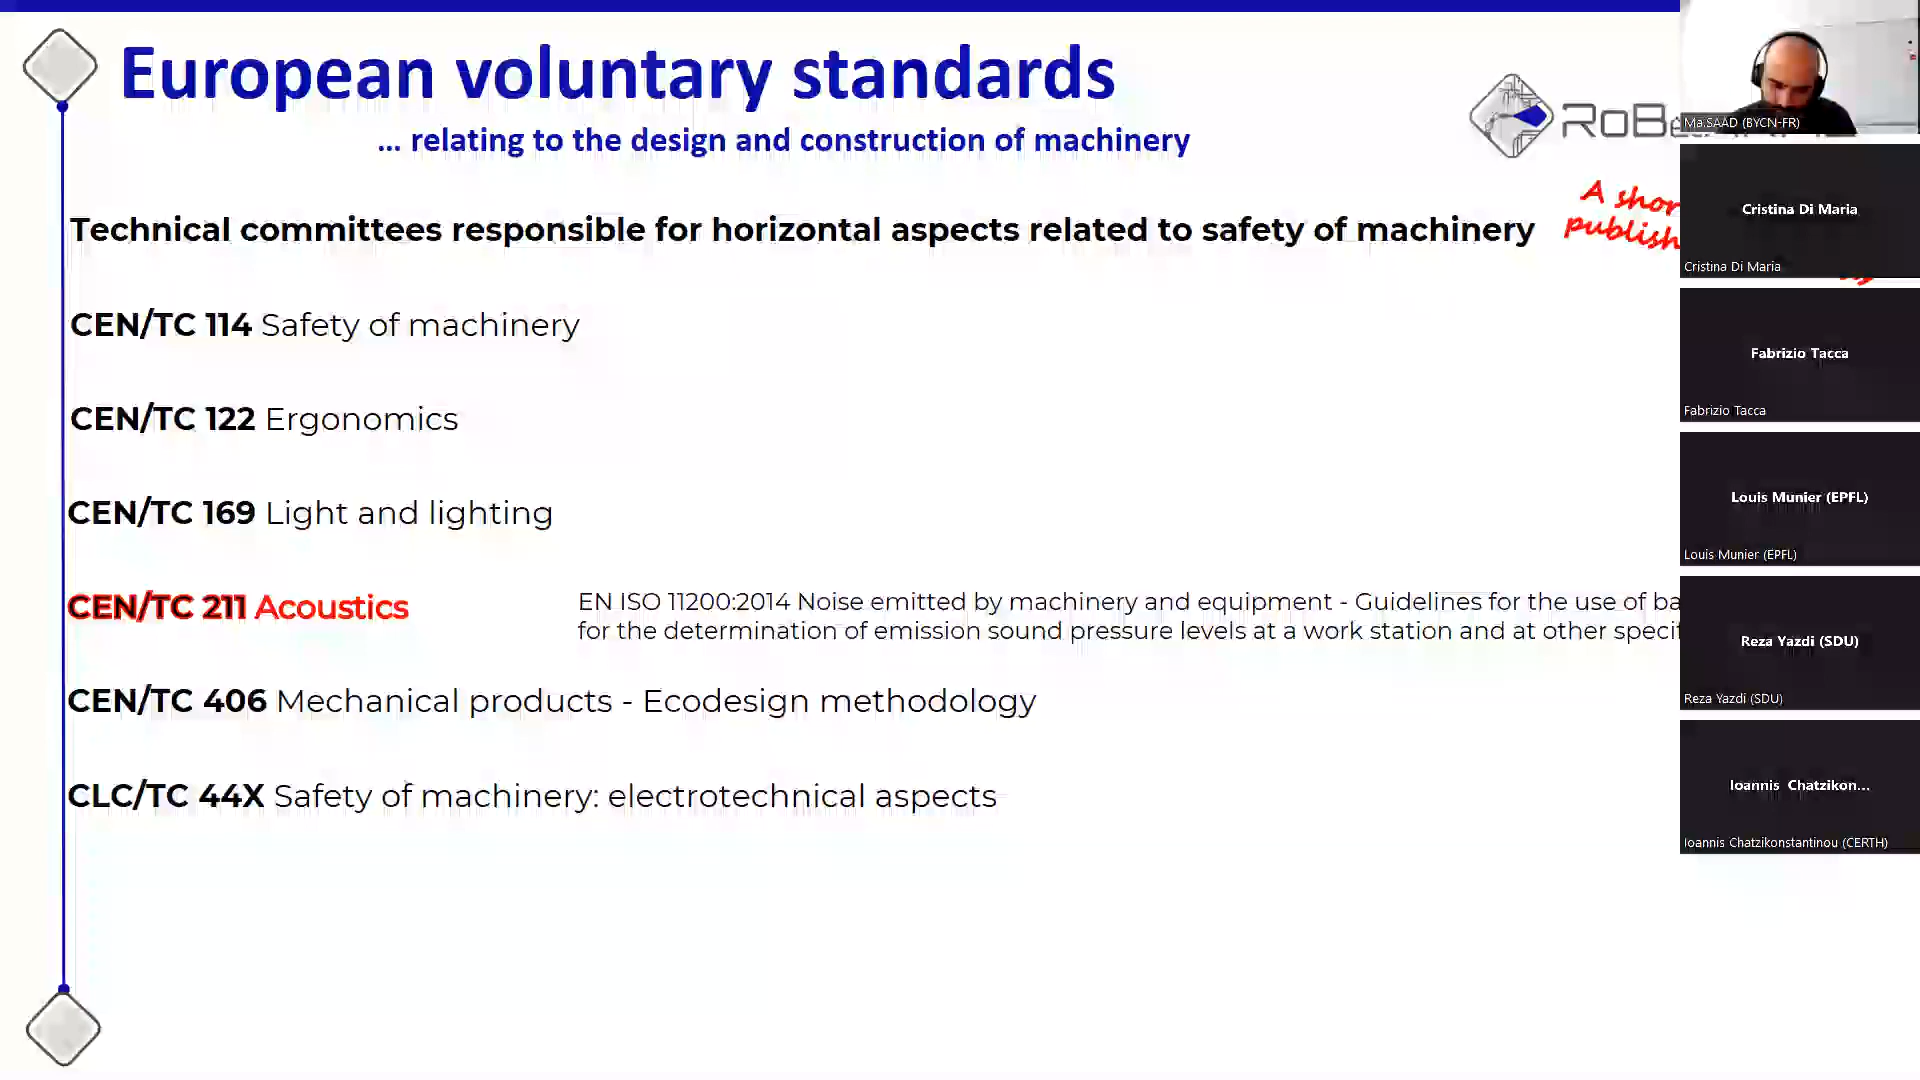 European voluntary standards
... relating to the design and construction of machinery
Technical committees responsible for horizontal aspects related to safety of machinery
A shor
publish
CEN/TC 114 Safety of machinery
CEN/TC 122 Ergonomics
CEN/TC 169 Light and lighting
CEN/TC 211 Acoustics
EN ISO 11200:2014 Noise emitted by machinery and equipment - Guidelines for the use of ba
for the determination of emission sound pressure levels at a work station and at other specif
CEN/TC 406 Mechanical products - Ecodesign methodology
CLC/TC 44X Safety of machinery: electrotechnical aspects
Ma.SAAD (BYCN-FR)
Cristina Di Maria
Cristina Di Maria
Fabrizio Tacca
Fabrizio Tacca
Louis Munier (EPFL)
Louis Munier (EPFL)
Reza Yazdi (SDU)
Reza Yazdi (SDU)
Ioannis Chatzikon...
Ioannis Chatzikonstantinou (CERTH)